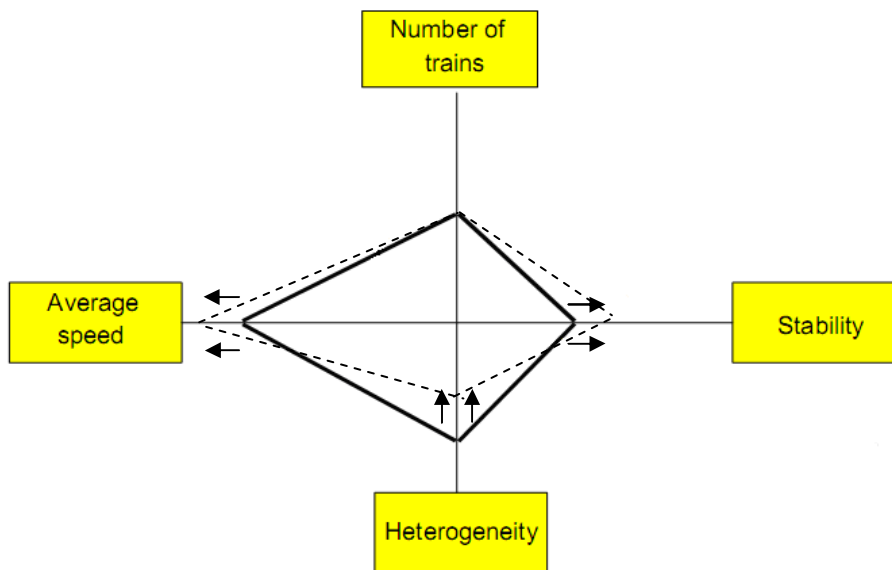 Number of
trains
Average
speed
Stability
Heterogeneity